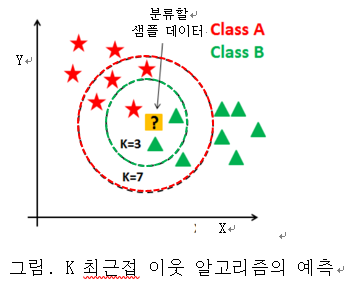 분류할
샘플 데이터
Class A
Class B
Y
?
K=3
K=7
X
그림. K 최근접 이웃 알고리즘의 예측